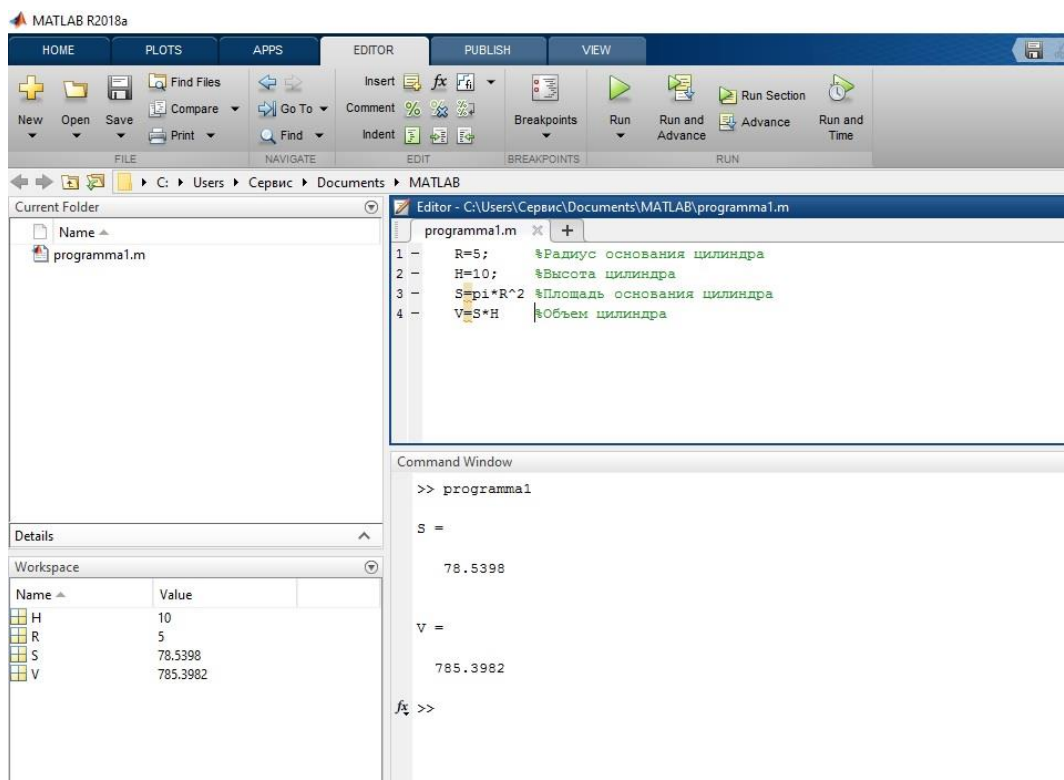 MATLAB R2018a
HOME PLOTS APPS EDITOR PUBLISH VIEW
New Open Save Find Files Compare Print
FILE
Go To Find
NAVIGATE
Insert fx
Comment %
Indent
EDIT
Breakpoints
BREAKPOINTS
Run Run and Advance Run Section Advance Run and Time
RUN
C: Users Сервис Documents MATLAB
Current Folder
Name
programma1.m
Details
Workspace
Name Value
H 10
R 5
S 78.5398
V 785.3982
Editor - C:\Users\Сервис\Documents\MATLAB\programma1.m
programma1.m × +
1 – R=5; %Радиус основания цилиндра
2 – H=10; %Высота цилиндра
3 – S=pi*R^2 %Площадь основания цилиндра
4 – V=S*H %Объем цилиндра
Command Window
>> programma1
S =
78.5398
V =
785.3982
fx >>